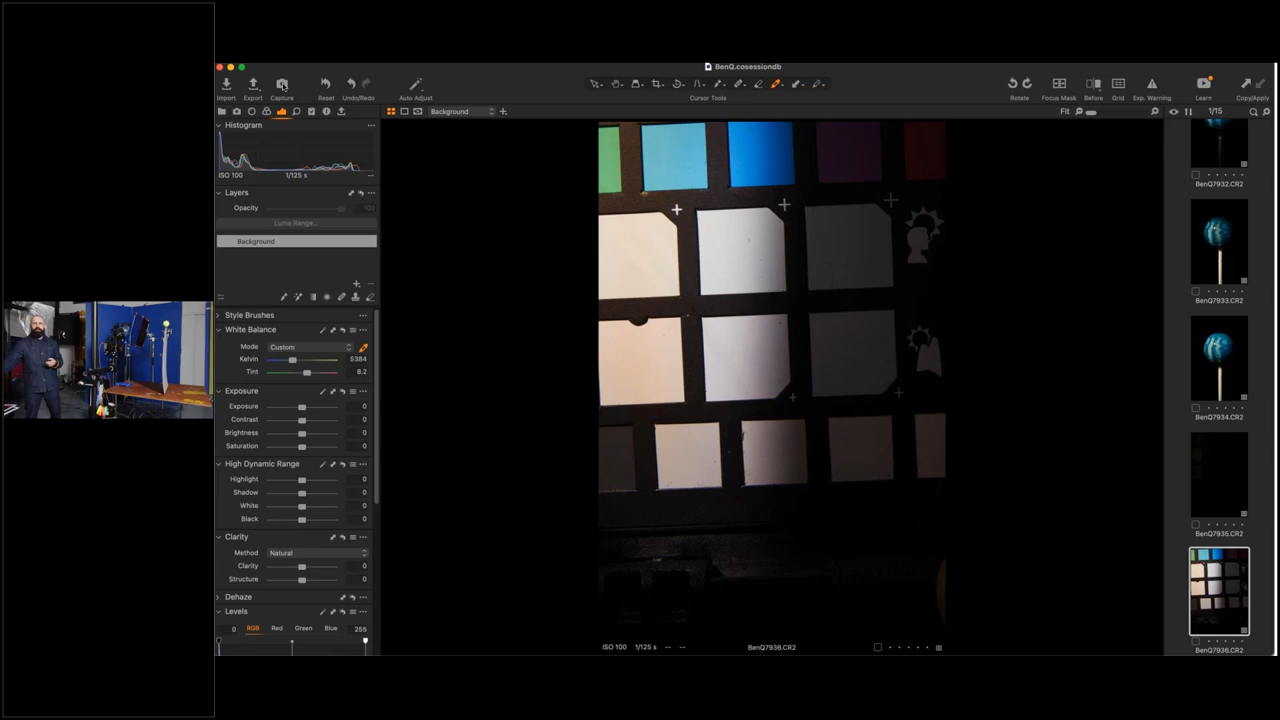 BenQ.cosessiondb
Import Export Capture Reset Undo/Redo Auto Adjust Cursor Tools Rotate Focus Mask Before Grid Exp. Warning Learn Copy/Apply
Background
Fit
1/15
Histogram
ISO 100 1/125 s --
Layers
Opacity 100
Luma Range...
Background
Style Brushes
White Balance
Mode Custom
Kelvin 5384
Tint 8.2
Exposure
Exposure 0
Contrast 0
Brightness 0
Saturation 0
High Dynamic Range
Highlight 0
Shadow 0
White 0
Black 0
Clarity
Method Natural
Clarity 0
Structure 0
Dehaze
Levels
0 RGB Red Green Blue 255
ISO 100 1/125 s -- -- BenQ7936.CR2
BenQ7932.CR2
BenQ7933.CR2
BenQ7934.CR2
BenQ7935.CR2
BenQ7936.CR2